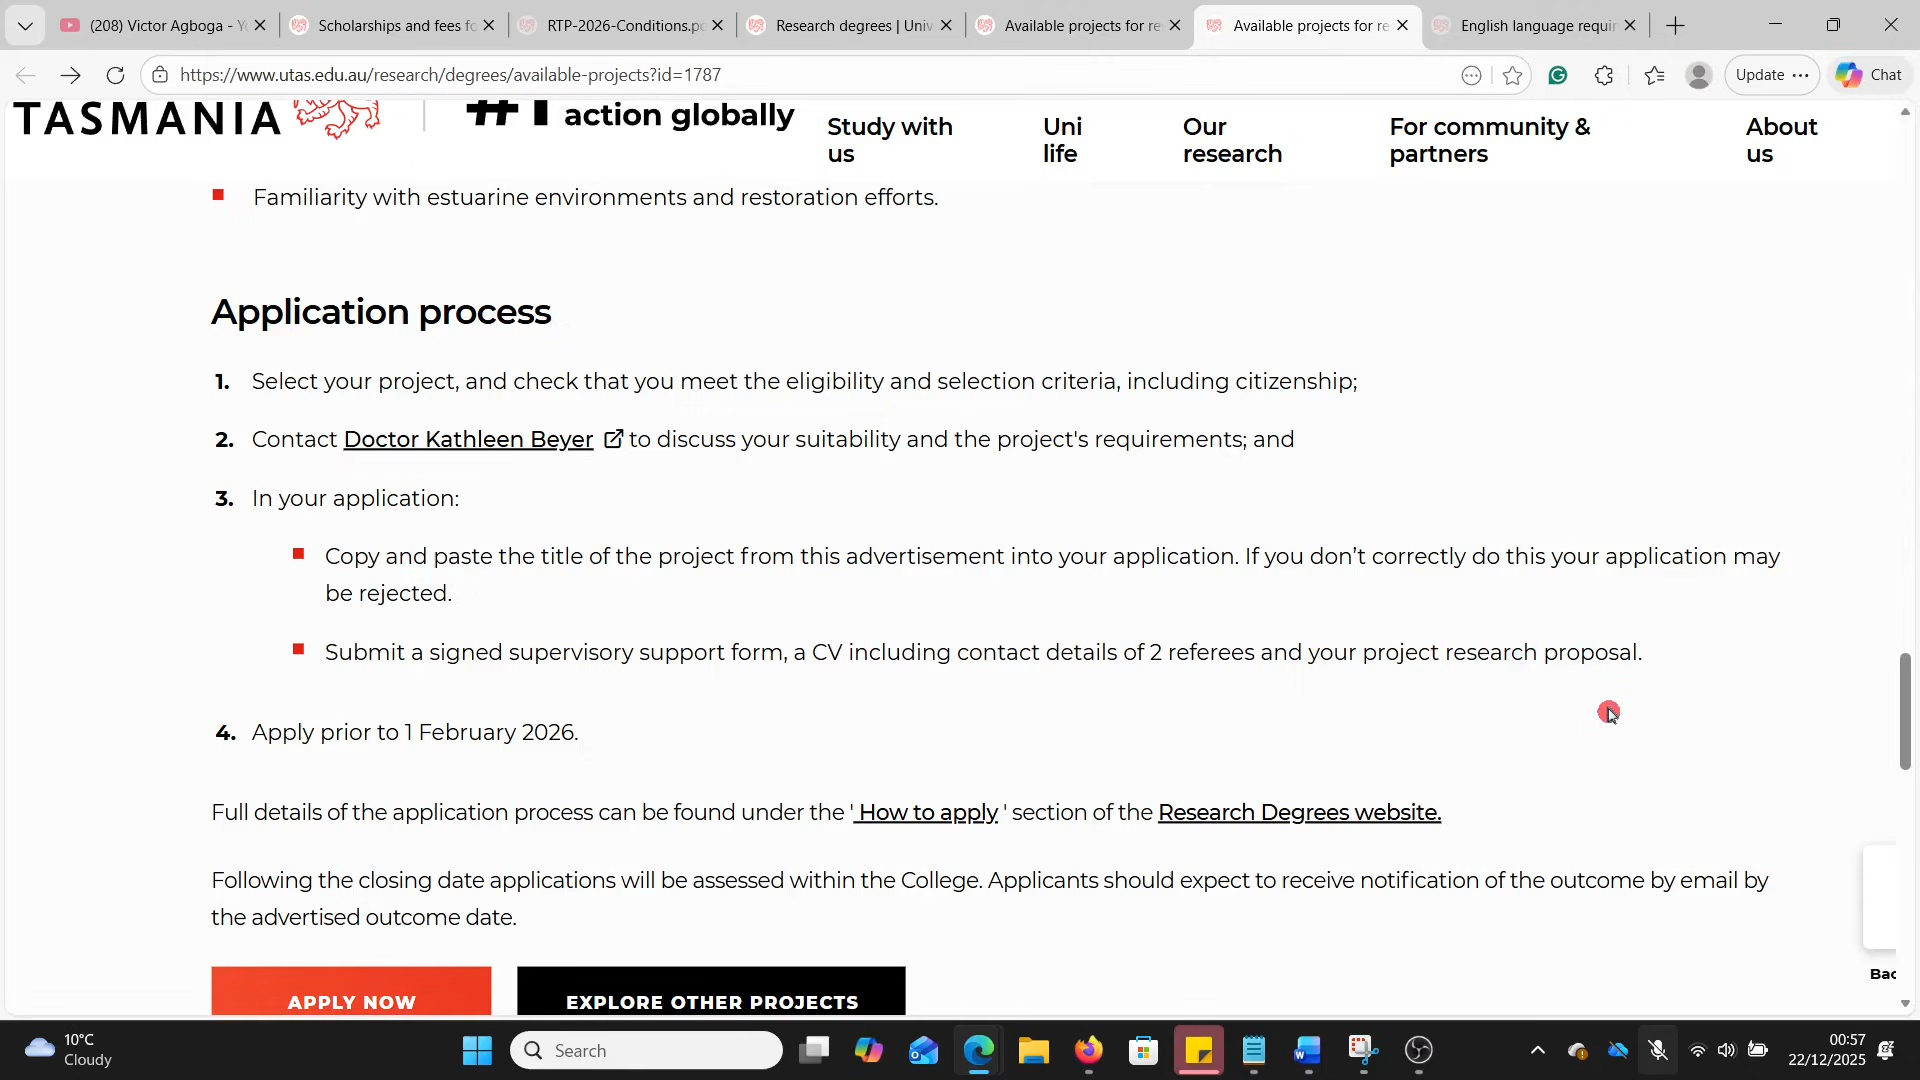 (208) Victor Agboga - Yo
Scholarships and fees fo
RTP-2026-Conditions.pd
Research degrees | Univ
Available projects for re
Available projects for re
English language requir
https://www.utas.edu.au/research/degrees/available-projects?id=1787
Update
Chat
TASMANIA
#1 action globally
Study with us
Uni life
Our research
For community & partners
About us
Familiarity with estuarine environments and restoration efforts.
Application process
1. Select your project, and check that you meet the eligibility and selection criteria, including citizenship;
2. Contact Doctor Kathleen Beyer to discuss your suitability and the project's requirements; and
3. In your application:
Copy and paste the title of the project from this advertisement into your application. If you don’t correctly do this your application may
be rejected.
Submit a signed supervisory support form, a CV including contact details of 2 referees and your project research proposal.
4. Apply prior to 1 February 2026.
Full details of the application process can be found under the ' How to apply ' section of the Research Degrees website.
Following the closing date applications will be assessed within the College. Applicants should expect to receive notification of the outcome by email by
the advertised outcome date.
Bac
APPLY NOW
EXPLORE OTHER PROJECTS
10°C
Cloudy
Search
00:57
22/12/2025